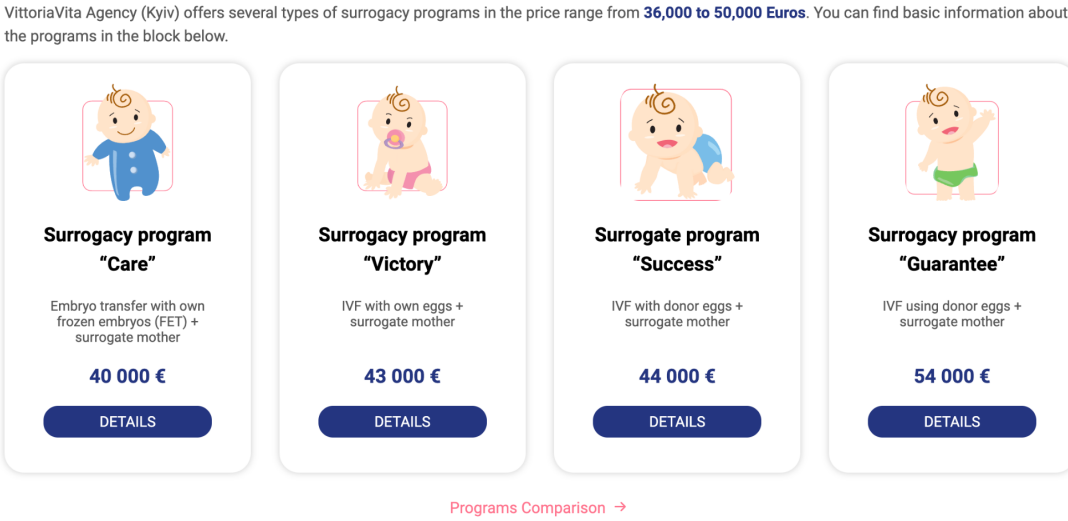 VittoriaVita Agency (Kyiv) offers several types of surrogacy programs in the price range from 36,000 to 50,000 Euros. You can find basic information about
the programs in the block below.
Surrogacy program
“Care”
Embryo transfer with own
frozen embryos (FET) +
surrogate mother
40 000 €
DETAILS
Surrogacy program
“Victory”
IVF with own eggs +
surrogate mother
43 000 €
DETAILS
Surrogate program
“Success”
IVF with donor eggs +
surrogate mother
44 000 €
DETAILS
Surrogacy program
“Guarantee”
IVF using donor eggs +
surrogate mother
54 000 €
DETAILS
Programs Comparison →